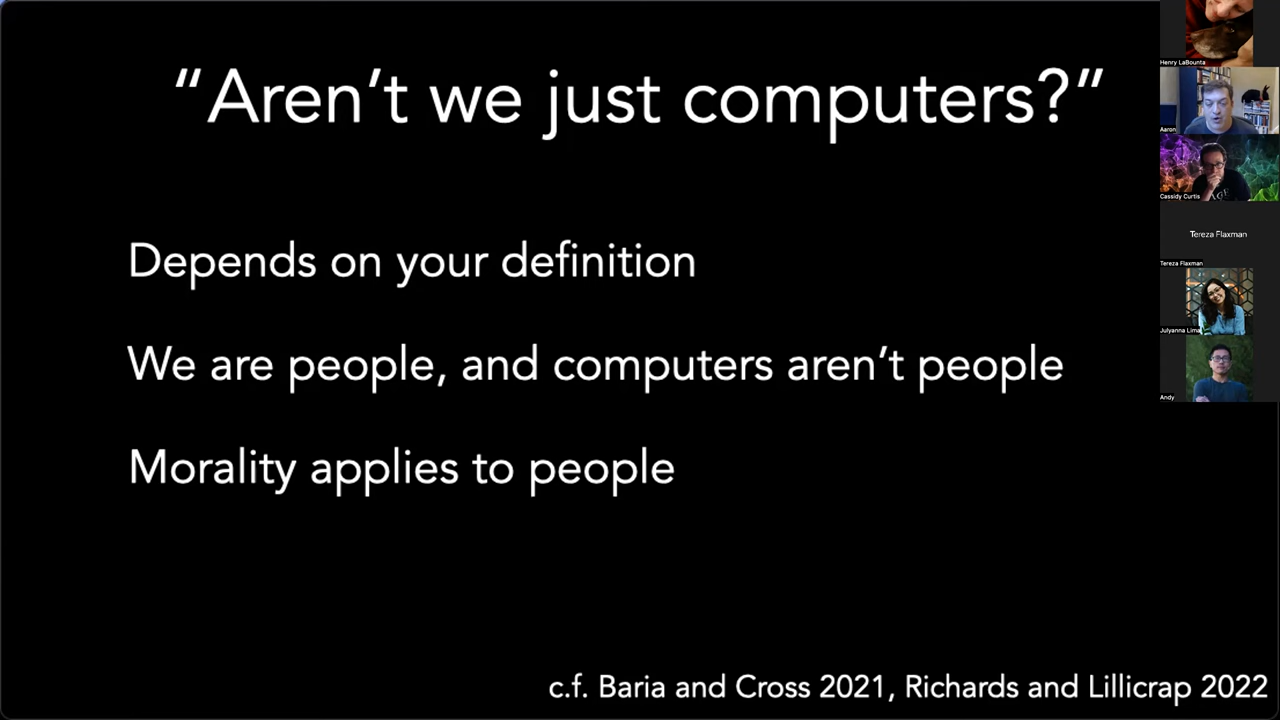 “Aren’t we just computers?”
Depends on your definition
We are people, and computers aren’t people
Morality applies to people
c.f. Baria and Cross 2021, Richards and Lillicrap 2022
Henry LaBounta
Aaron
Cassidy Curtis
Tereza Flaxman
Tereza Flaxman
Julyanna Lima
Andy